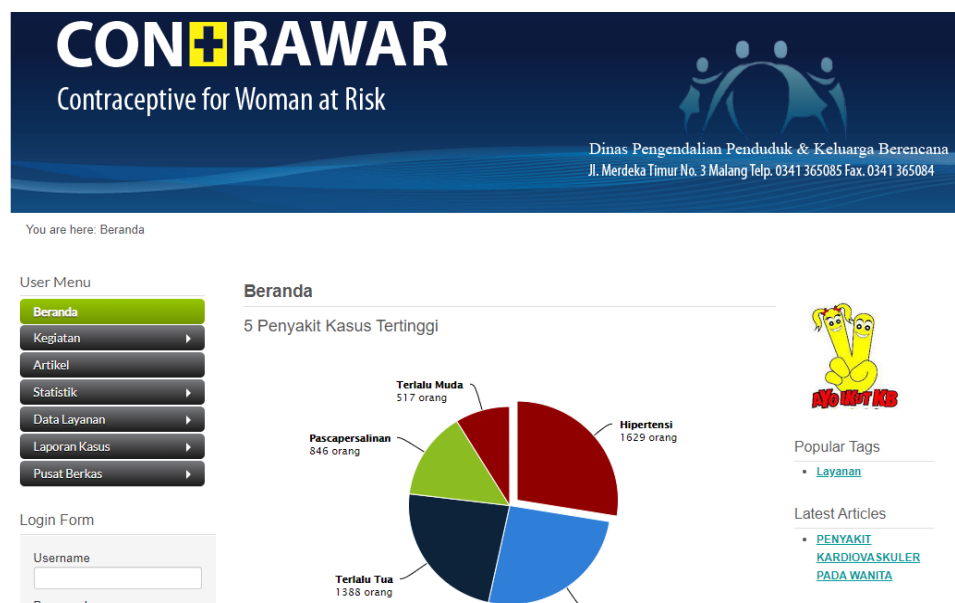 CONTRAWAR
Contraceptive for Woman at Risk
Dinas Pengendalian Penduduk & Keluarga Berencana
Jl. Merdeka Timur No. 3 Malang Telp. 0341 365085 Fax. 0341 365084
You are here: Beranda
User Menu
Beranda
Kegiatan
Artikel
Statistik
Data Layanan
Laporan Kasus
Pusat Berkas
Login Form
Username
Beranda
5 Penyakit Kasus Tertinggi
Terlalu Muda
517 orang
Hipertensi
1629 orang
Pascapersalinan
846 orang
Terlalu Tua
1388 orang
AYO IKUT KB
Popular Tags
Layanan
Latest Articles
PENYAKIT
KARDIOVASKULER
PADA WANITA